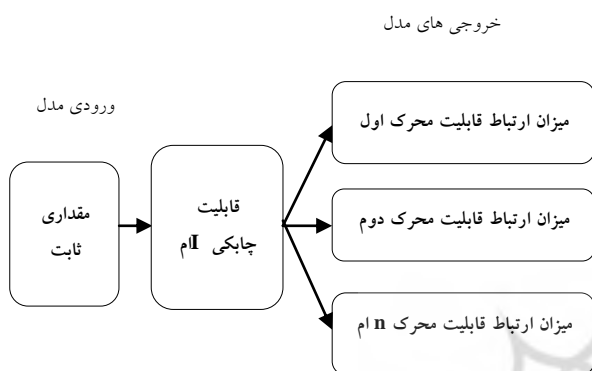 خروجی های مدل
ورودی مدل
میزان ارتباط قابلیت محرک اول
مقداری
ثابت
قابلیت
چابکی Iام
میزان ارتباط قابلیت محرک دوم
میزان ارتباط قابلیت محرک n ام